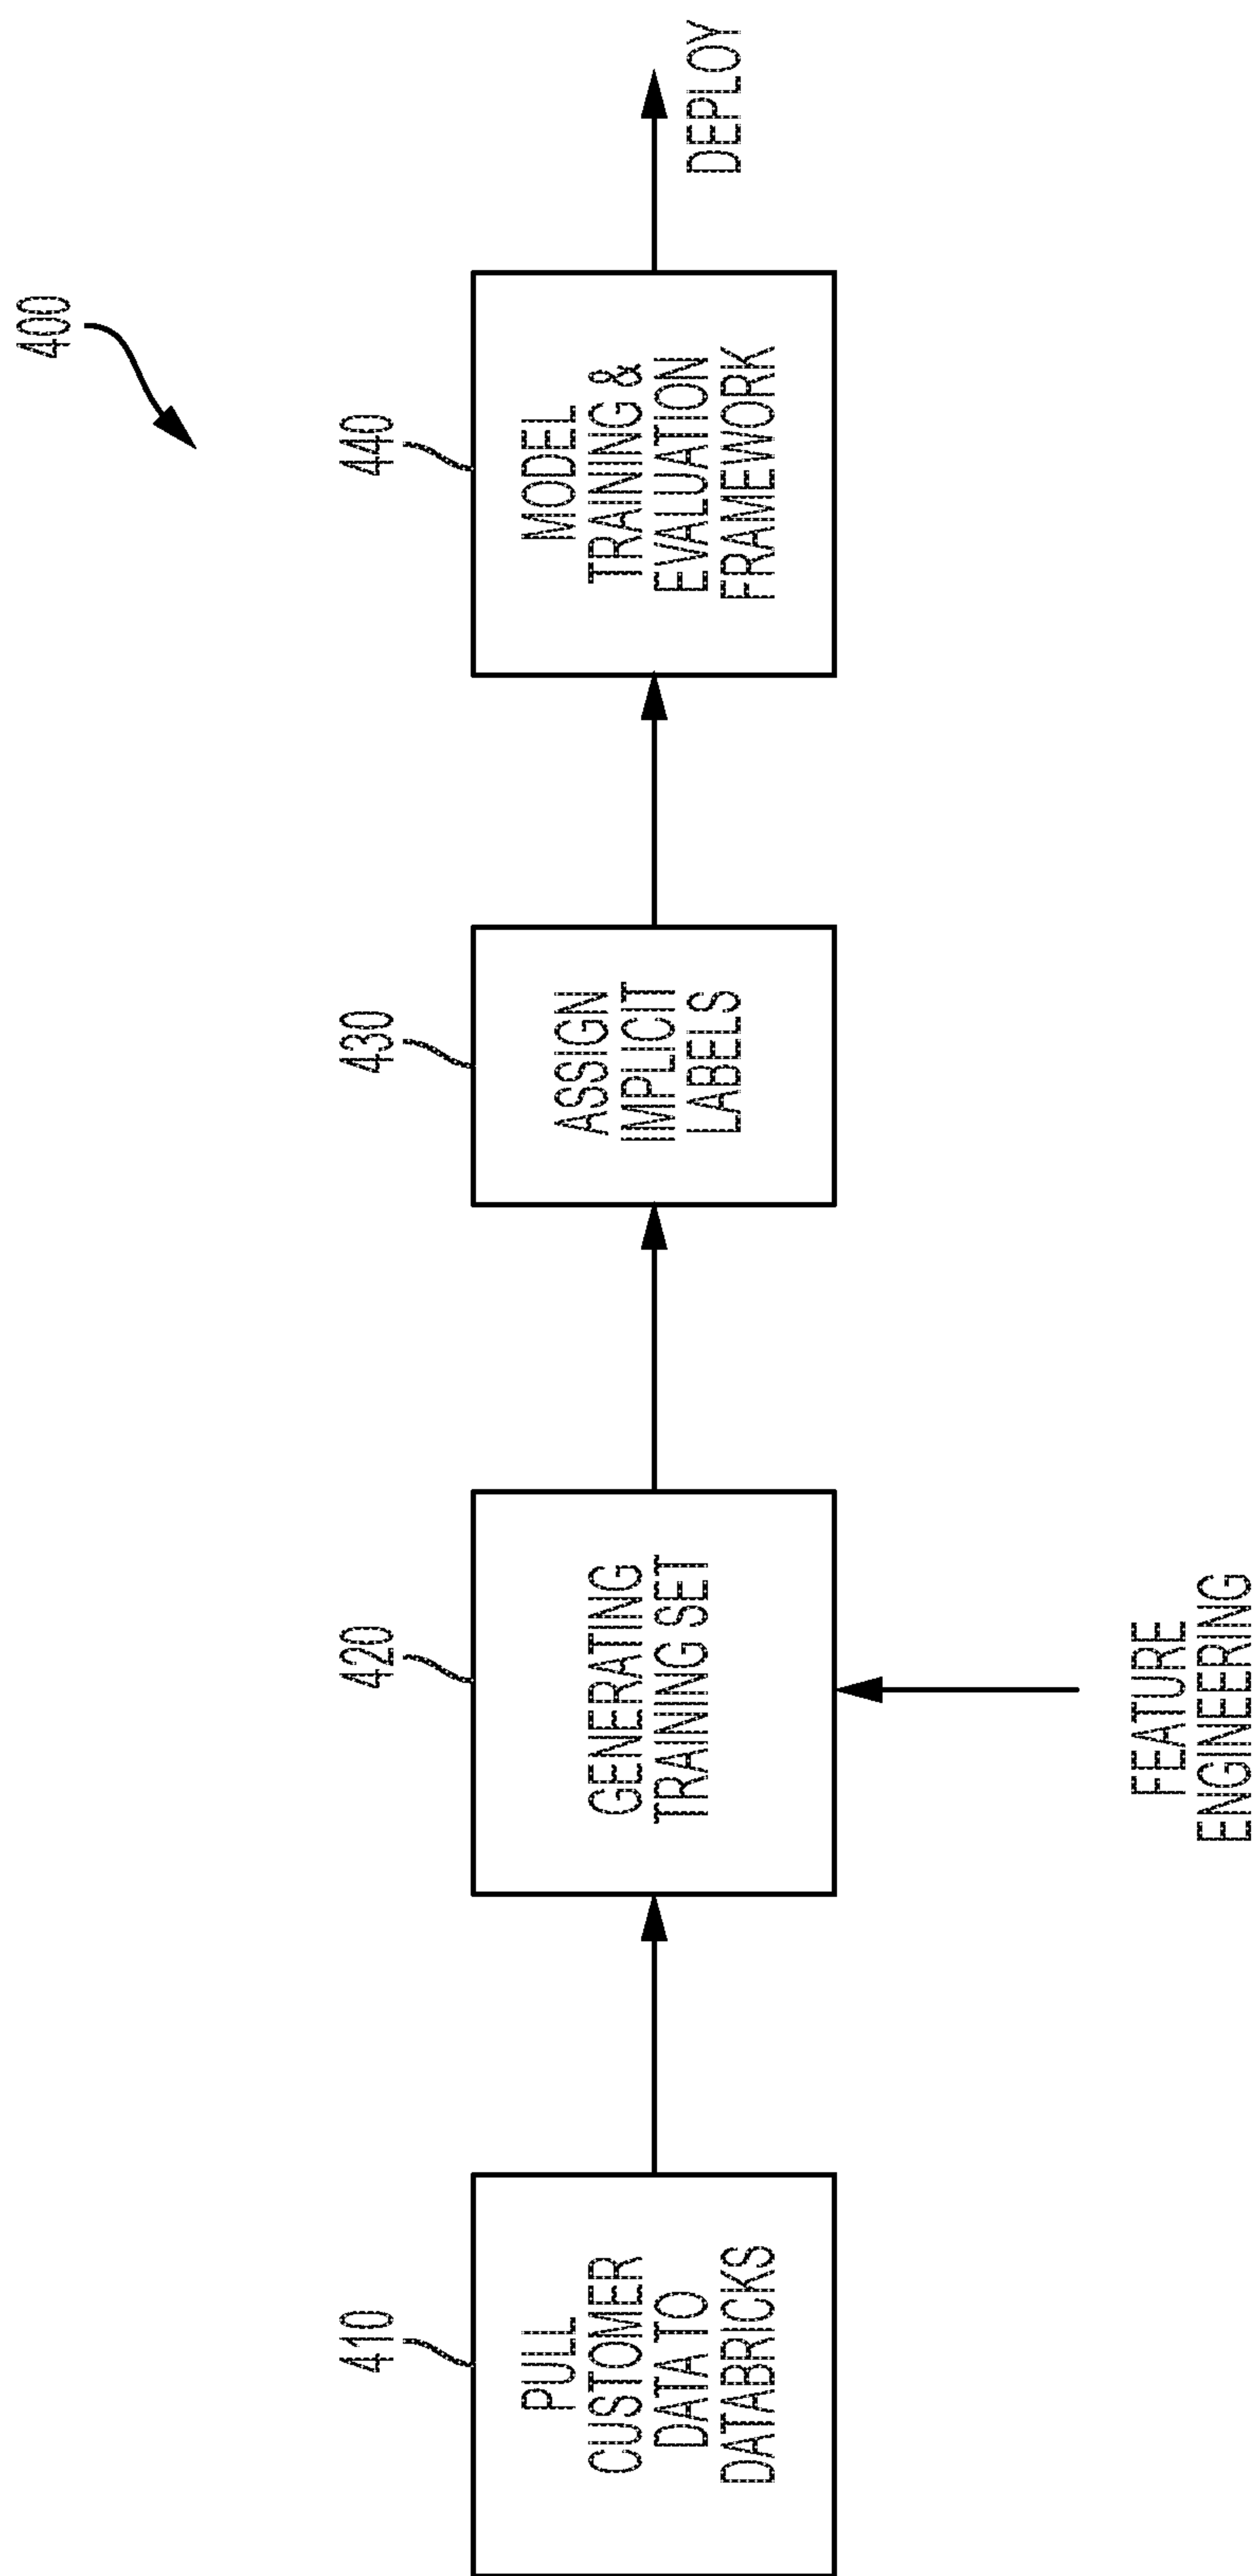 400
410
PULL
CUSTOMER
DATA TO
DATABRICKS
420
GENERATING
TRAINING SET
FEATURE
ENGINEERING
430
ASSIGN
IMPLICIT
LABELS
440
MODEL
TRAINING &
EVALUATION
FRAMEWORK
DEPLOY